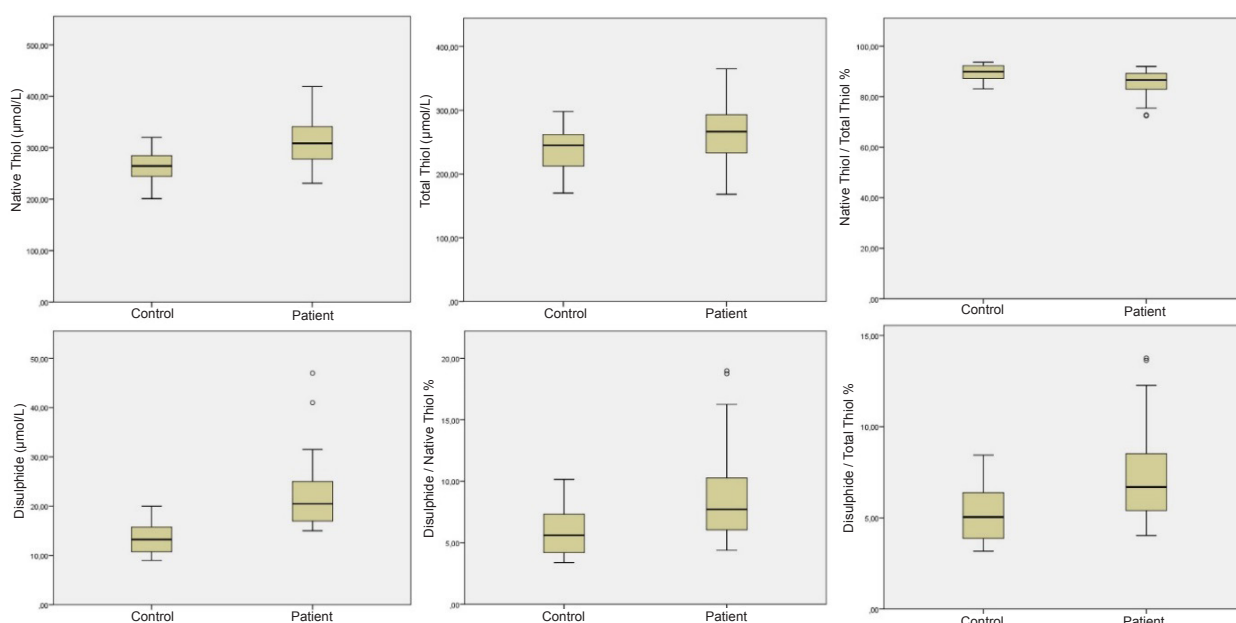 Native Thiol (µmol/L)
500,00
400,00
300,00
200,00
100,00
,00
Control
Patient
Total Thiol (µmol/L)
400,00
300,00
200,00
100,00
,00
Control
Patient
Native Thiol / Total Thiol %
100,00
80,00
60,00
40,00
20,00
,00
Control
Patient
Disulphide (µmol/L)
50,00
40,00
30,00
20,00
10,00
,00
Control
Patient
Disulphide / Native Thiol %
20,00
15,00
10,00
5,00
,00
Control
Patient
Disulphide / Total Thiol %
15,00
10,00
5,00
,00
Control
Patient